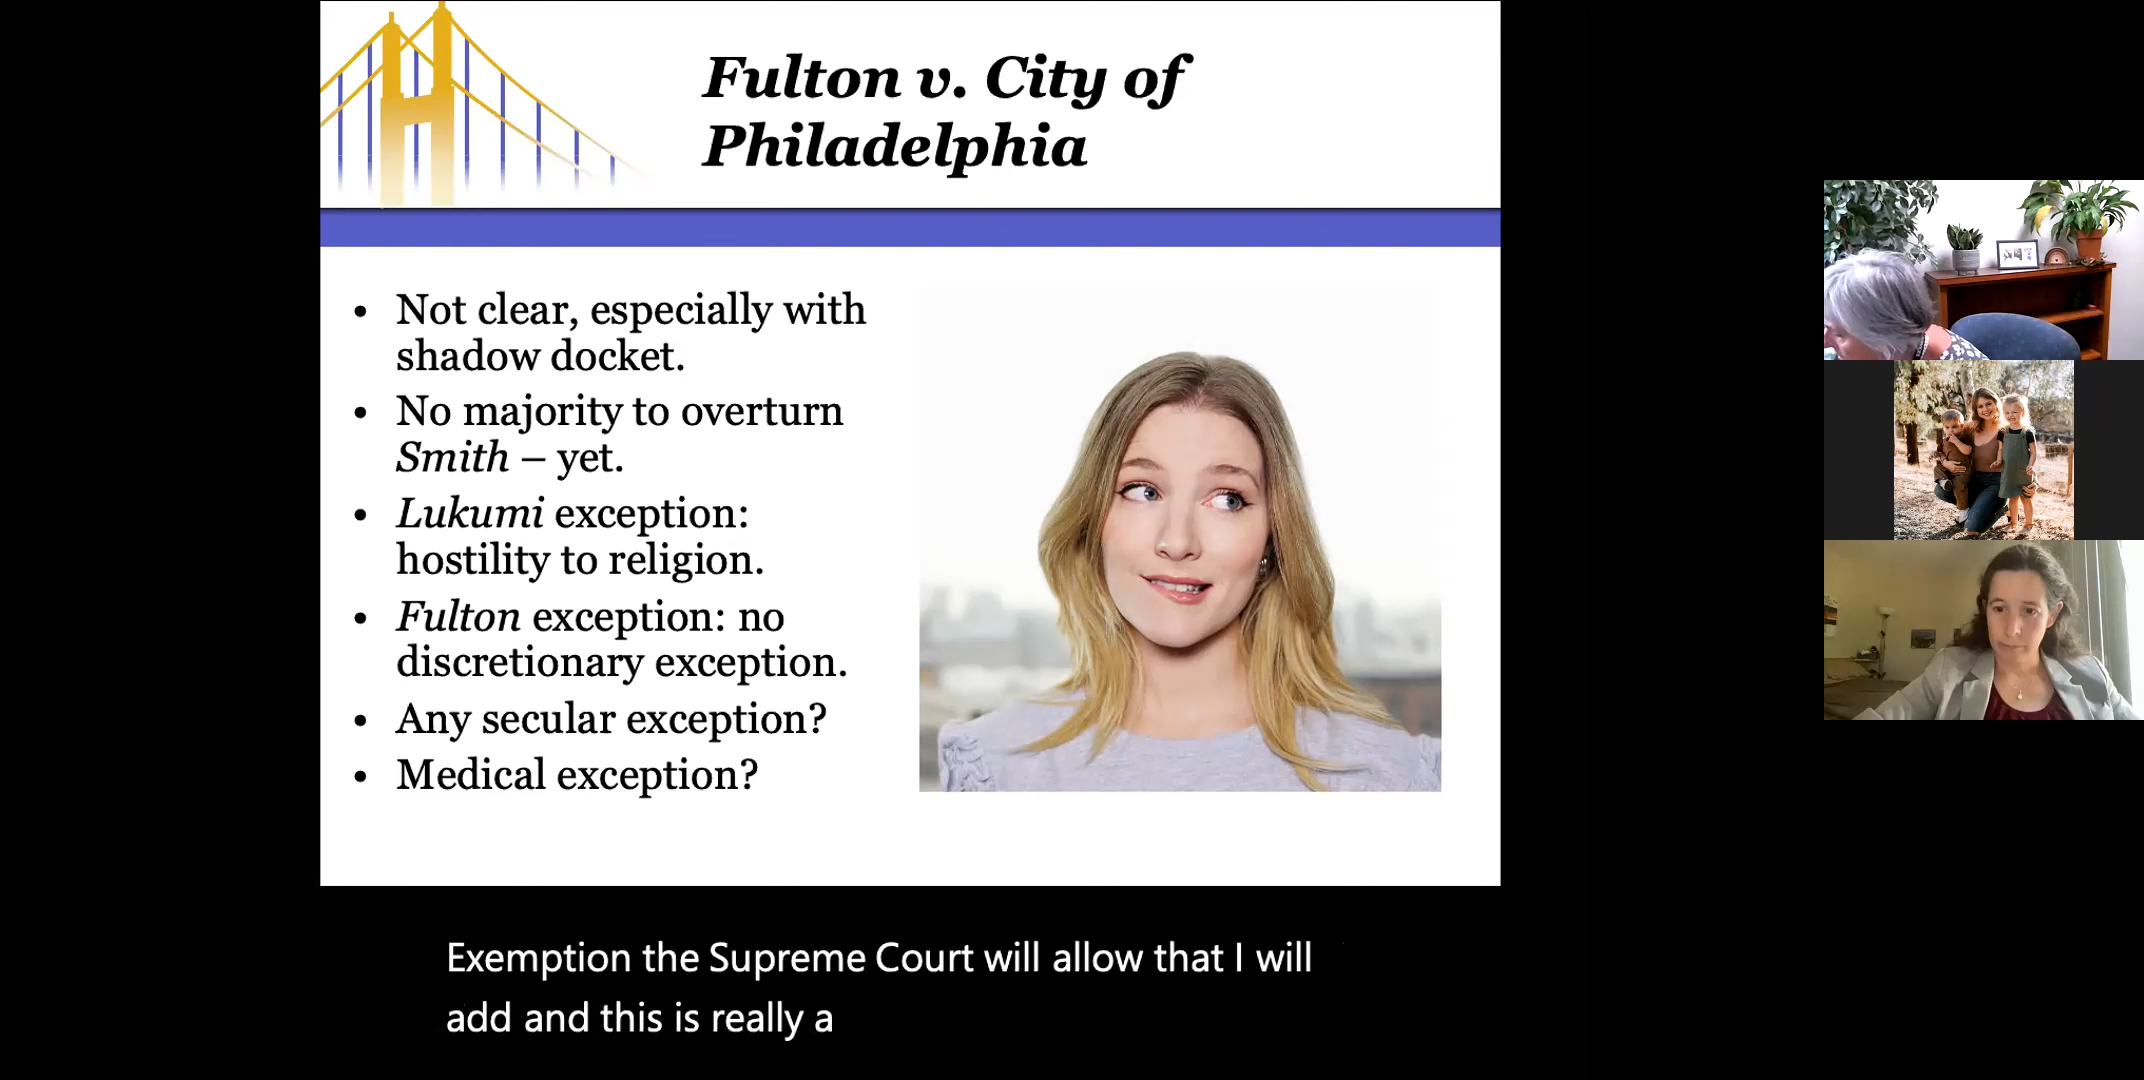 Fulton v. City of
Philadelphia
• Not clear, especially with
shadow docket.
• No majority to overturn
Smith – yet.
• Lukumi exception:
hostility to religion.
• Fulton exception: no
discretionary exception.
• Any secular exception?
• Medical exception?
Exemption the Supreme Court will allow that I will
add and this is really a